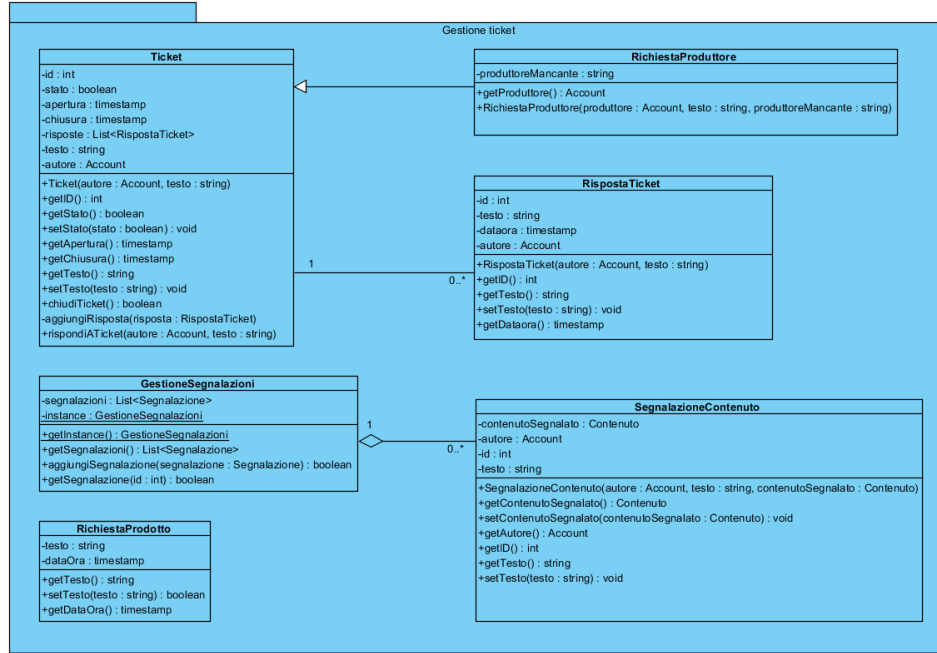 Gestione ticket
Ticket
-id : int
-stato : boolean
-apertura : timestamp
-chiusura : timestamp
-risposte : List<RispostaTicket>
-testo : string
-autore : Account
+Ticket(autore : Account, testo : string)
+getID() : int
+getStato() : boolean
+setStato(stato : boolean) : void
+getApertura() : timestamp
+getChiusura() : timestamp
+getTesto() : string
+setTesto(testo : string) : void
+chiudiTicket() : boolean
-aggiungiRisposta(risposta : RispostaTicket)
+rispondiATicket(autore : Account, testo : string)
RichiestaProduttore
-produttoreMancante : string
+getProduttore() : Account
+RichiestaProduttore(produttore : Account, testo : string, produttoreMancante : string)
RispostaTicket
-id : int
-testo : string
-dataora : timestamp
-autore : Account
+RispostaTicket(autore : Account, testo : string)
+getID() : int
+getTesto() : string
+setTesto(testo : string) : void
+getDataora() : timestamp
1
0..*
GestioneSegnalazioni
-segnalazioni : List<Segnalazione>
-instance : GestioneSegnalazioni
+getInstance() : GestioneSegnalazioni
+getSegnalazioni() : List<Segnalazione>
+aggiungiSegnalazione(segnalazione : Segnalazione) : boolean
+getSegnalazione(id : int) : boolean
1
0..*
SegnalazioneContenuto
-contenutoSegnalato : Contenuto
-autore : Account
-id : int
-testo : string
+SegnalazioneContenuto(autore : Account, testo : string, contenutoSegnalato : Contenuto)
+getContenutoSegnalato() : Contenuto
+setContenutoSegnalato(contenutoSegnalato : Contenuto) : void
+getAutore() : Account
+getID() : int
+getTesto() : string
+setTesto(testo : string) : void
RichiestaProdotto
-testo : string
-dataOra : timestamp
+getTesto() : string
+setTesto(testo : string) : boolean
+getDataOra() : timestamp